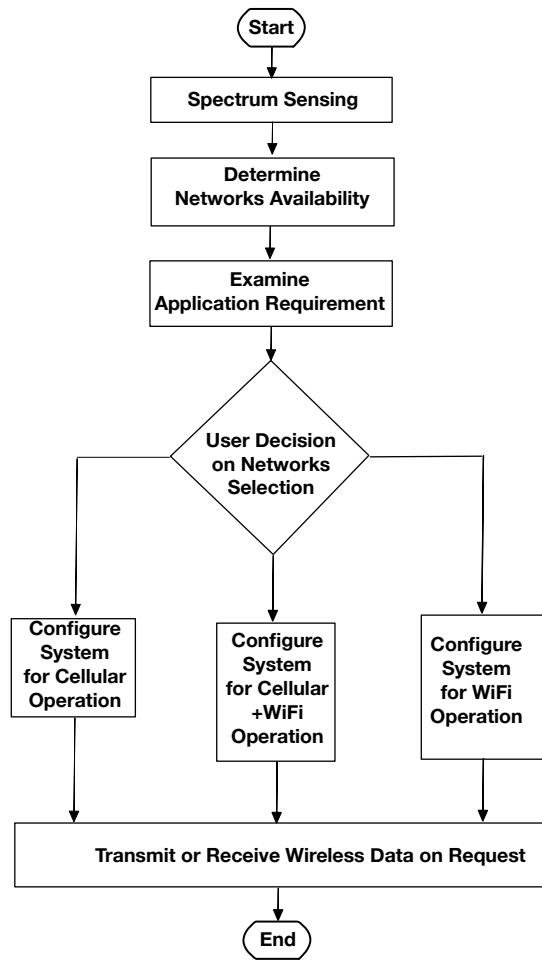 Start
Spectrum Sensing
Determine
Networks Availability
Examine
Application Requirement
User Decision
on Networks
Selection
Configure
System
for Cellular
Operation
Configure
System
for Cellular
+WiFi
Operation
Configure
System
for WiFi
Operation
Transmit or Receive Wireless Data on Request
End